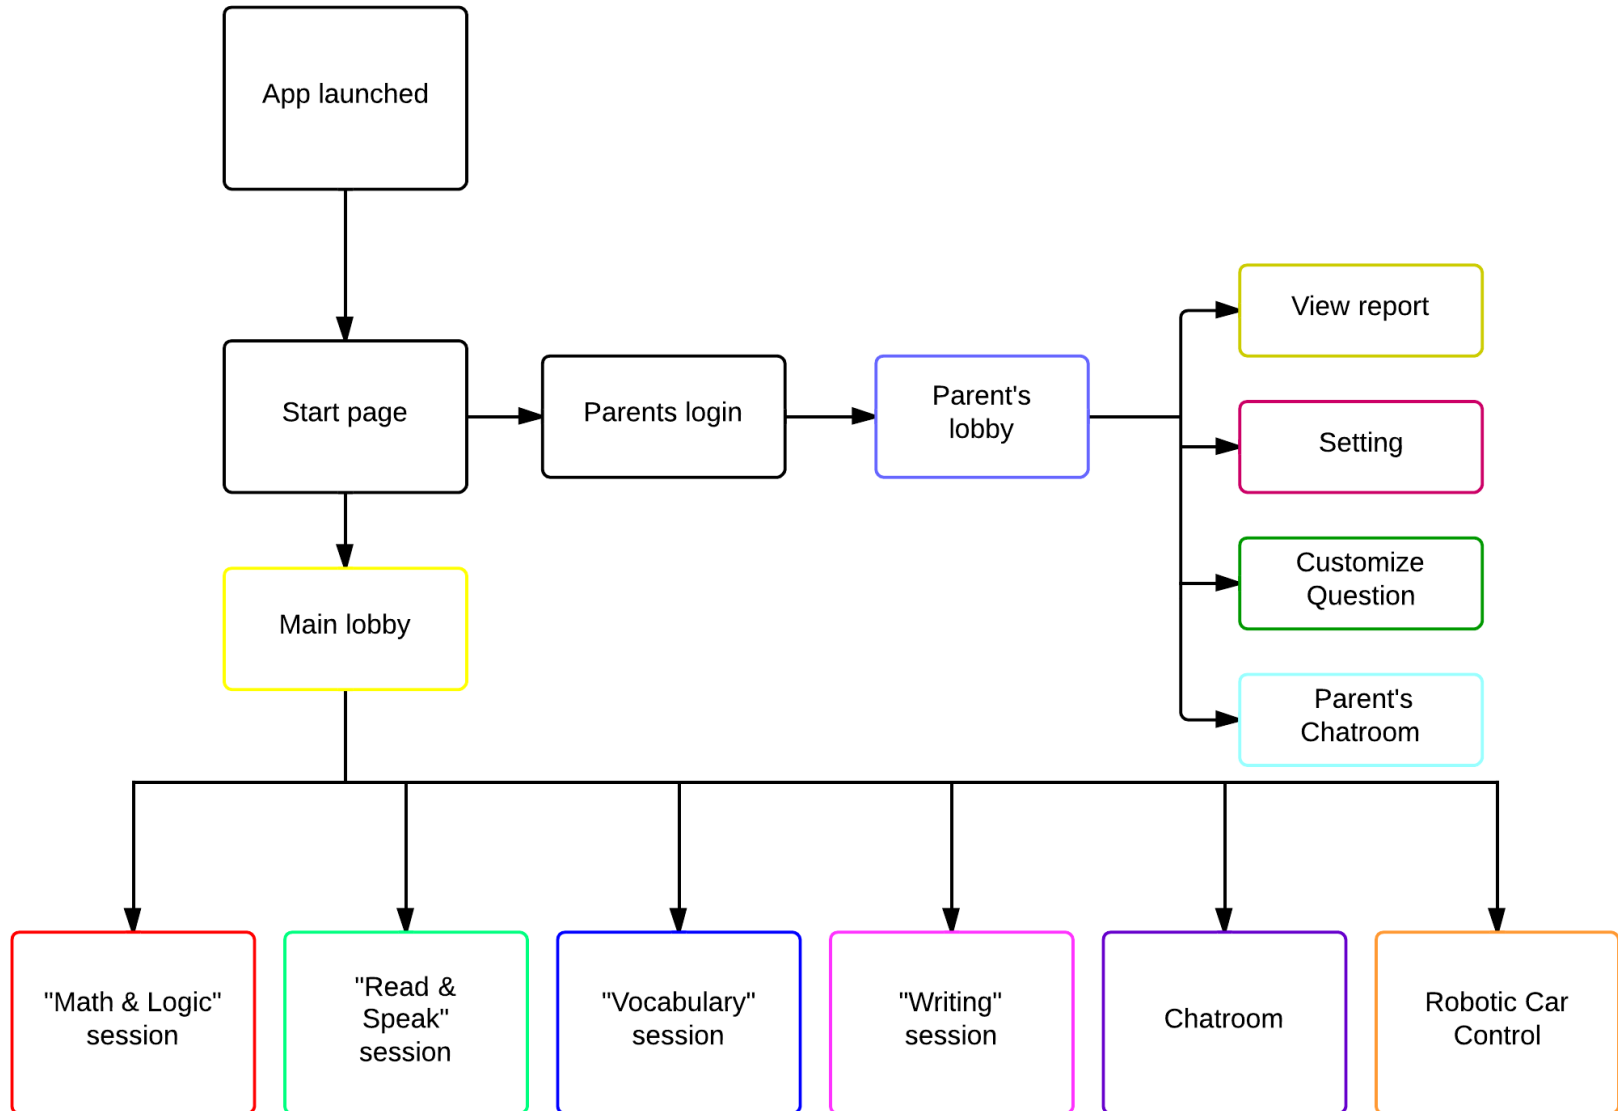 App launched
Start page
Parents login
Parent's
lobby
View report
Setting
Customize
Question
Parent's
Chatroom
Main lobby
"Math & Logic"
session
"Read &
Speak"
session
"Vocabulary"
session
"Writing"
session
Chatroom
Robotic Car
Control